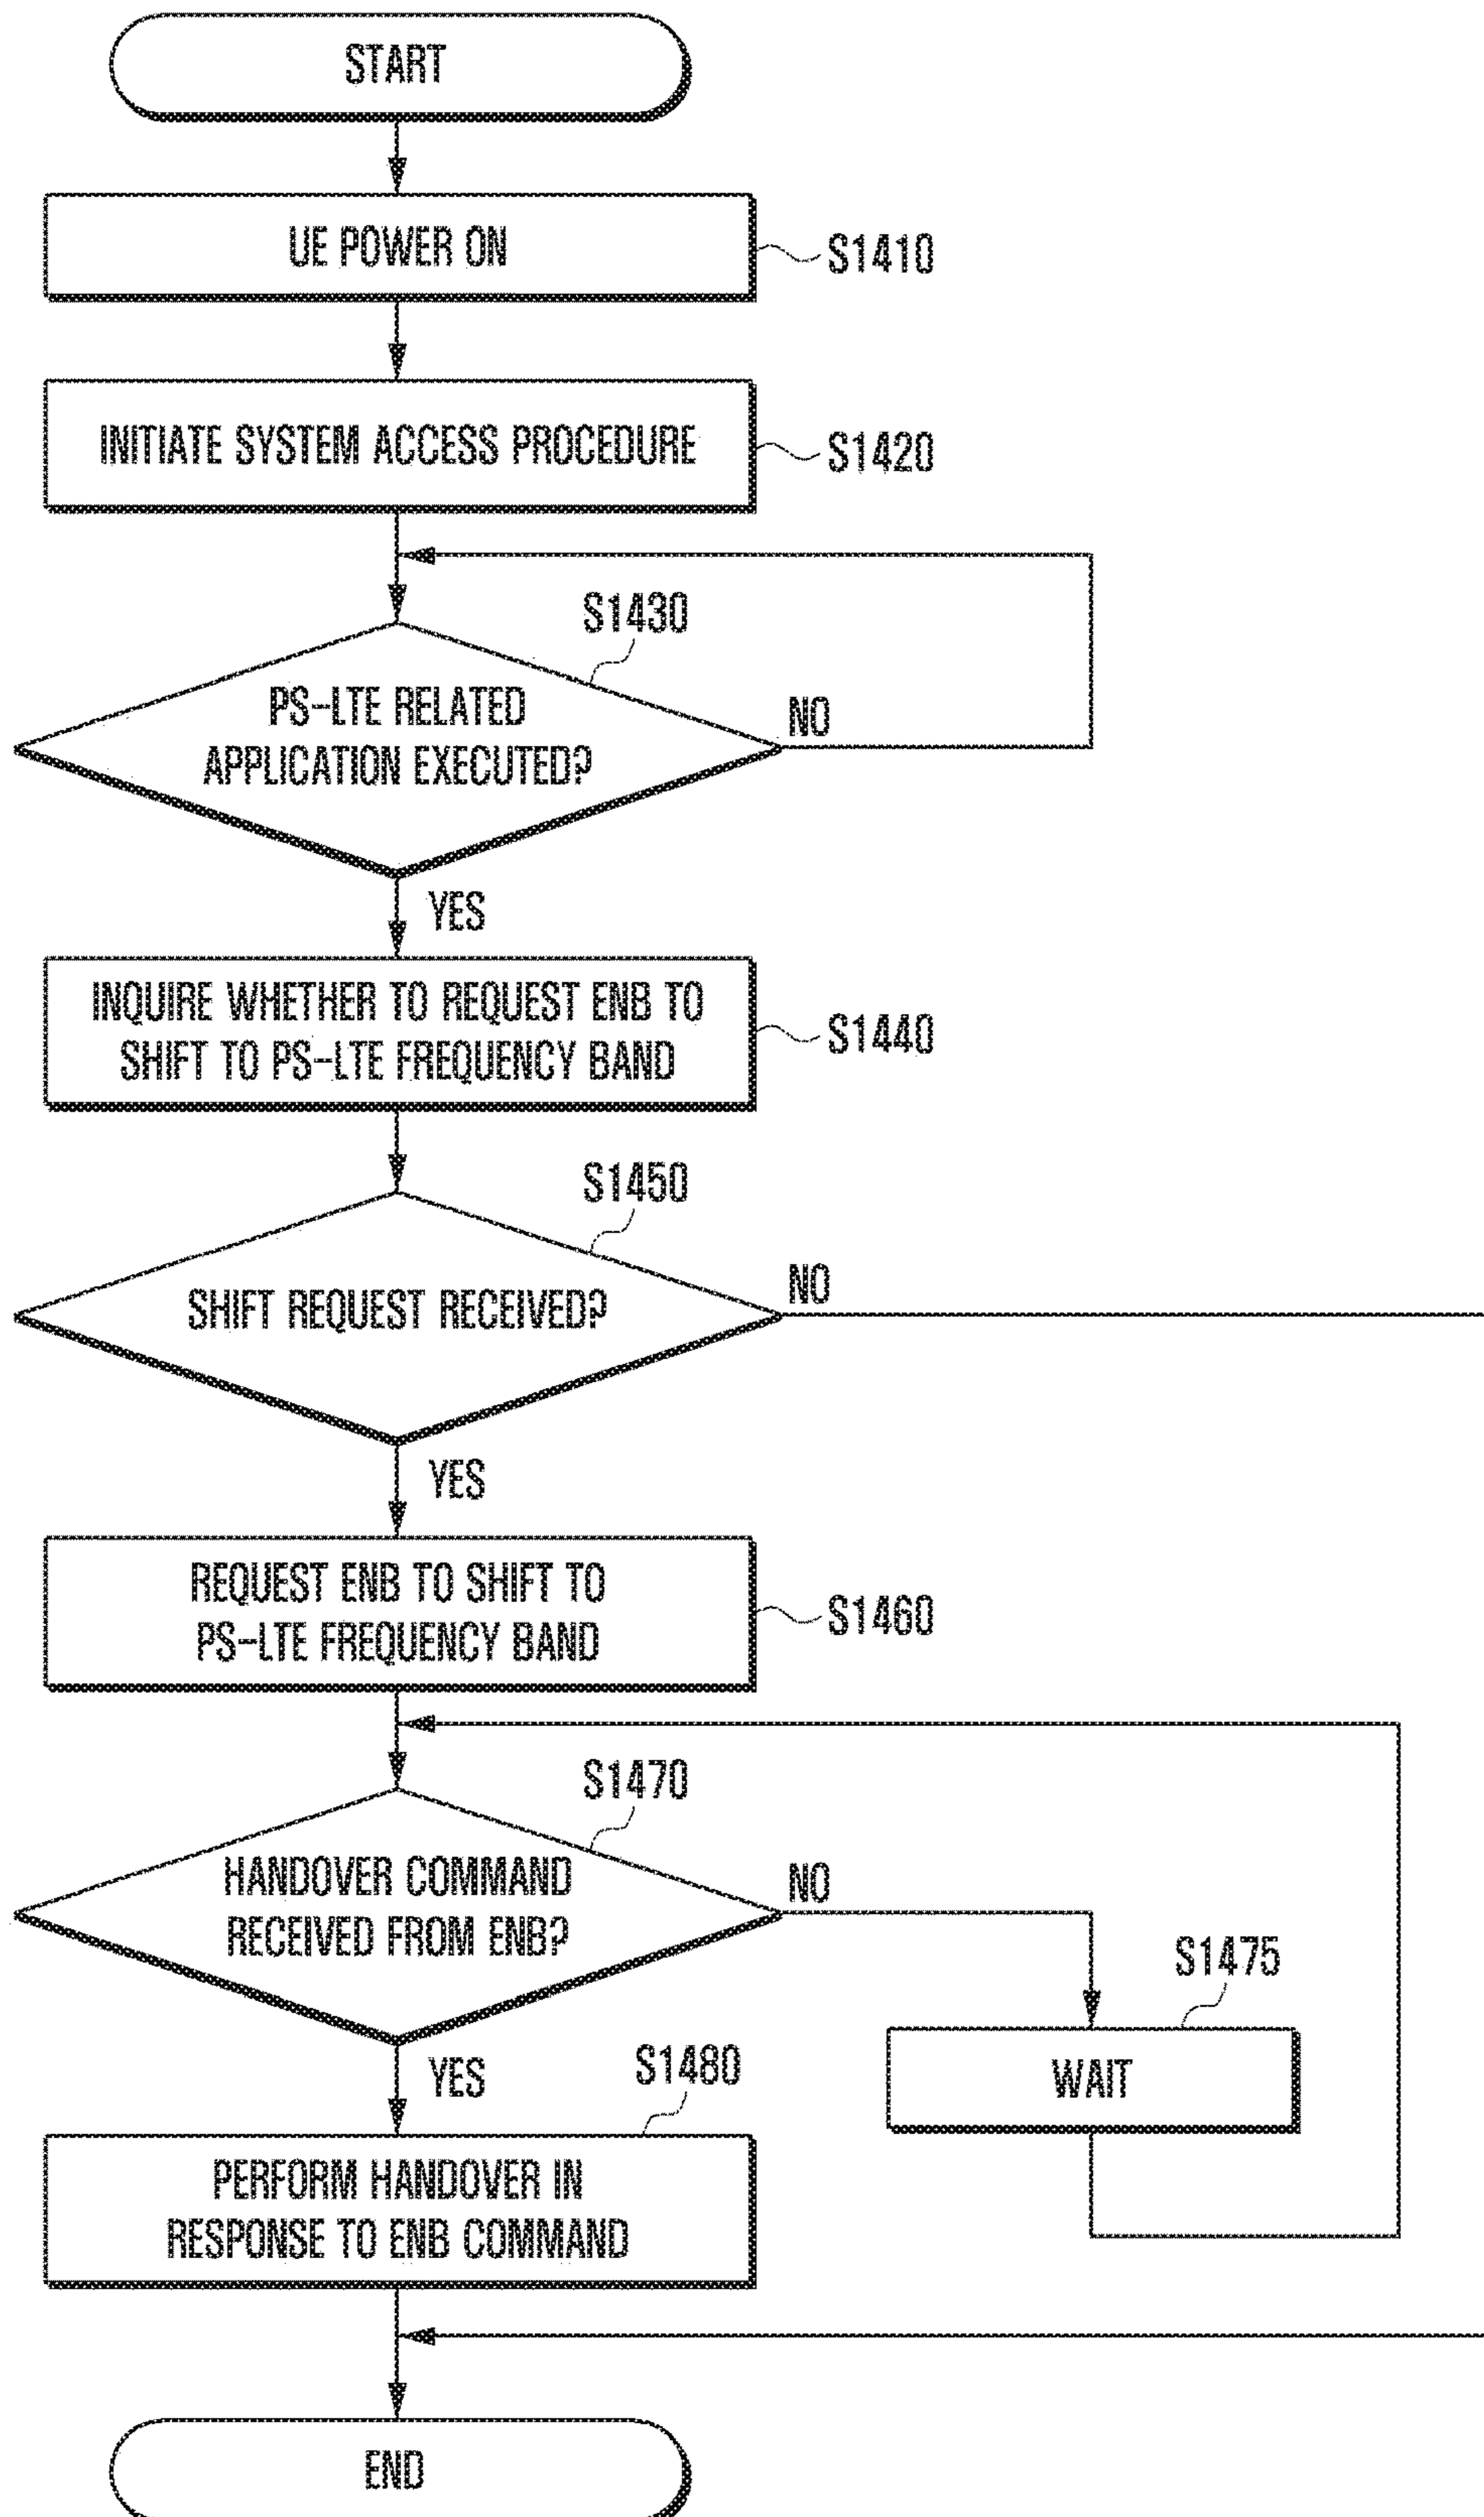 START
UE POWER ON
S1410
INITIATE SYSTEM ACCESS PROCEDURE
S1420
S1430
PS-LTE RELATED
APPLICATION EXECUTED?
NO
YES
INQUIRE WHETHER TO REQUEST ENB TO
SHIFT TO PS-LTE FREQUENCY BAND
S1440
S1450
SHIFT REQUEST RECEIVED?
NO
YES
REQUEST ENB TO SHIFT TO
PS-LTE FREQUENCY BAND
S1460
S1470
HANDOVER COMMAND
RECEIVED FROM ENB?
NO
S1475
WAIT
YES
S1480
PERFORM HANDOVER IN
RESPONSE TO ENB COMMAND
END